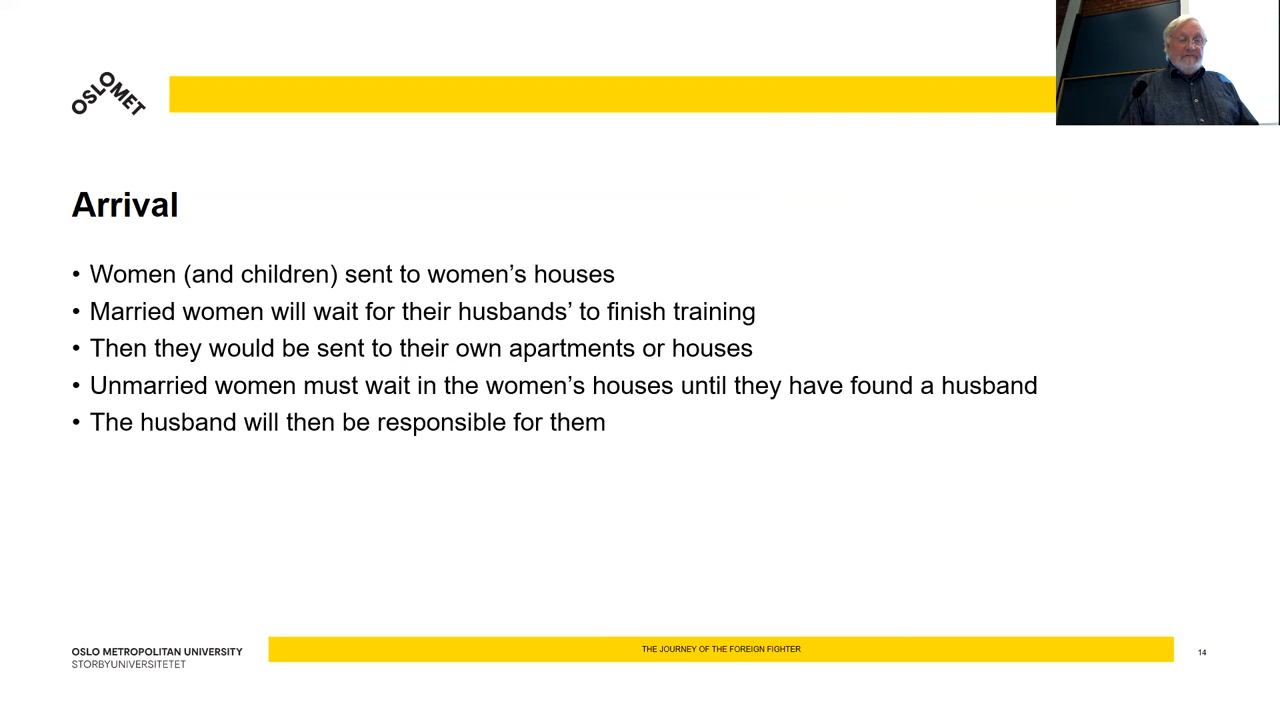 OSLOMET
Arrival
• Women (and children) sent to women’s houses
• Married women will wait for their husbands’ to finish training
• Then they would be sent to their own apartments or houses
• Unmarried women must wait in the women’s houses until they have found a husband
• The husband will then be responsible for them
OSLO METROPOLITAN UNIVERSITY
STORBYUNIVERSITETET
THE JOURNEY OF THE FOREIGN FIGHTER
14